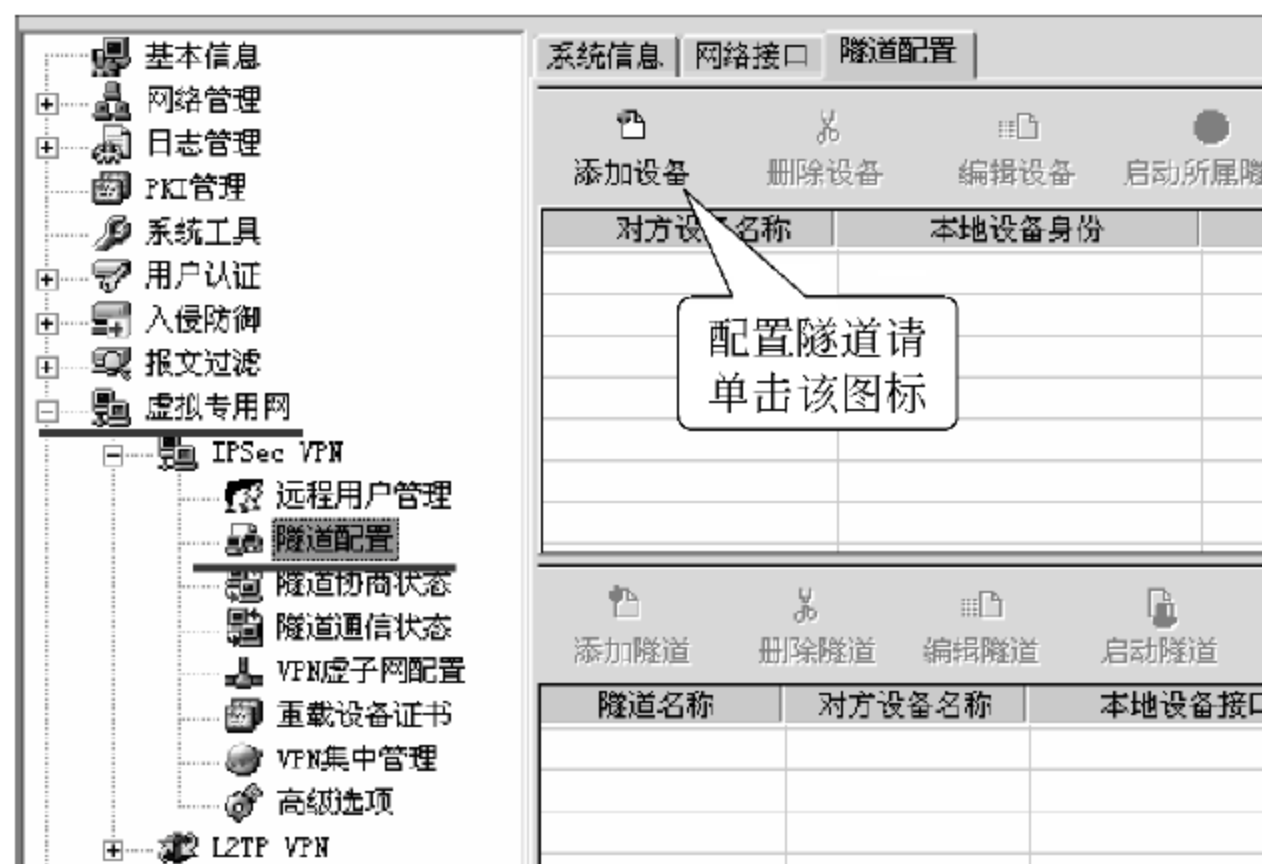 基本信息
网络管理
日志管理
PKI管理
系统工具
用户认证
入侵防御
报文过滤
虚拟专用网
IPSec VPN
远程用户管理
隧道配置
隧道协商状态
隧道通信状态
VPN虚子网配置
重载设备证书
VPN集中管理
高级选项
L2TP VPN
系统信息 网络接口 隧道配置
添加设备 删除设备 编辑设备 启动所属隧
对方设备名称 本地设备身份
配置隧道请
单击该图标
添加隧道 删除隧道 编辑隧道 启动隧道
隧道名称 对方设备名称 本地设备接口